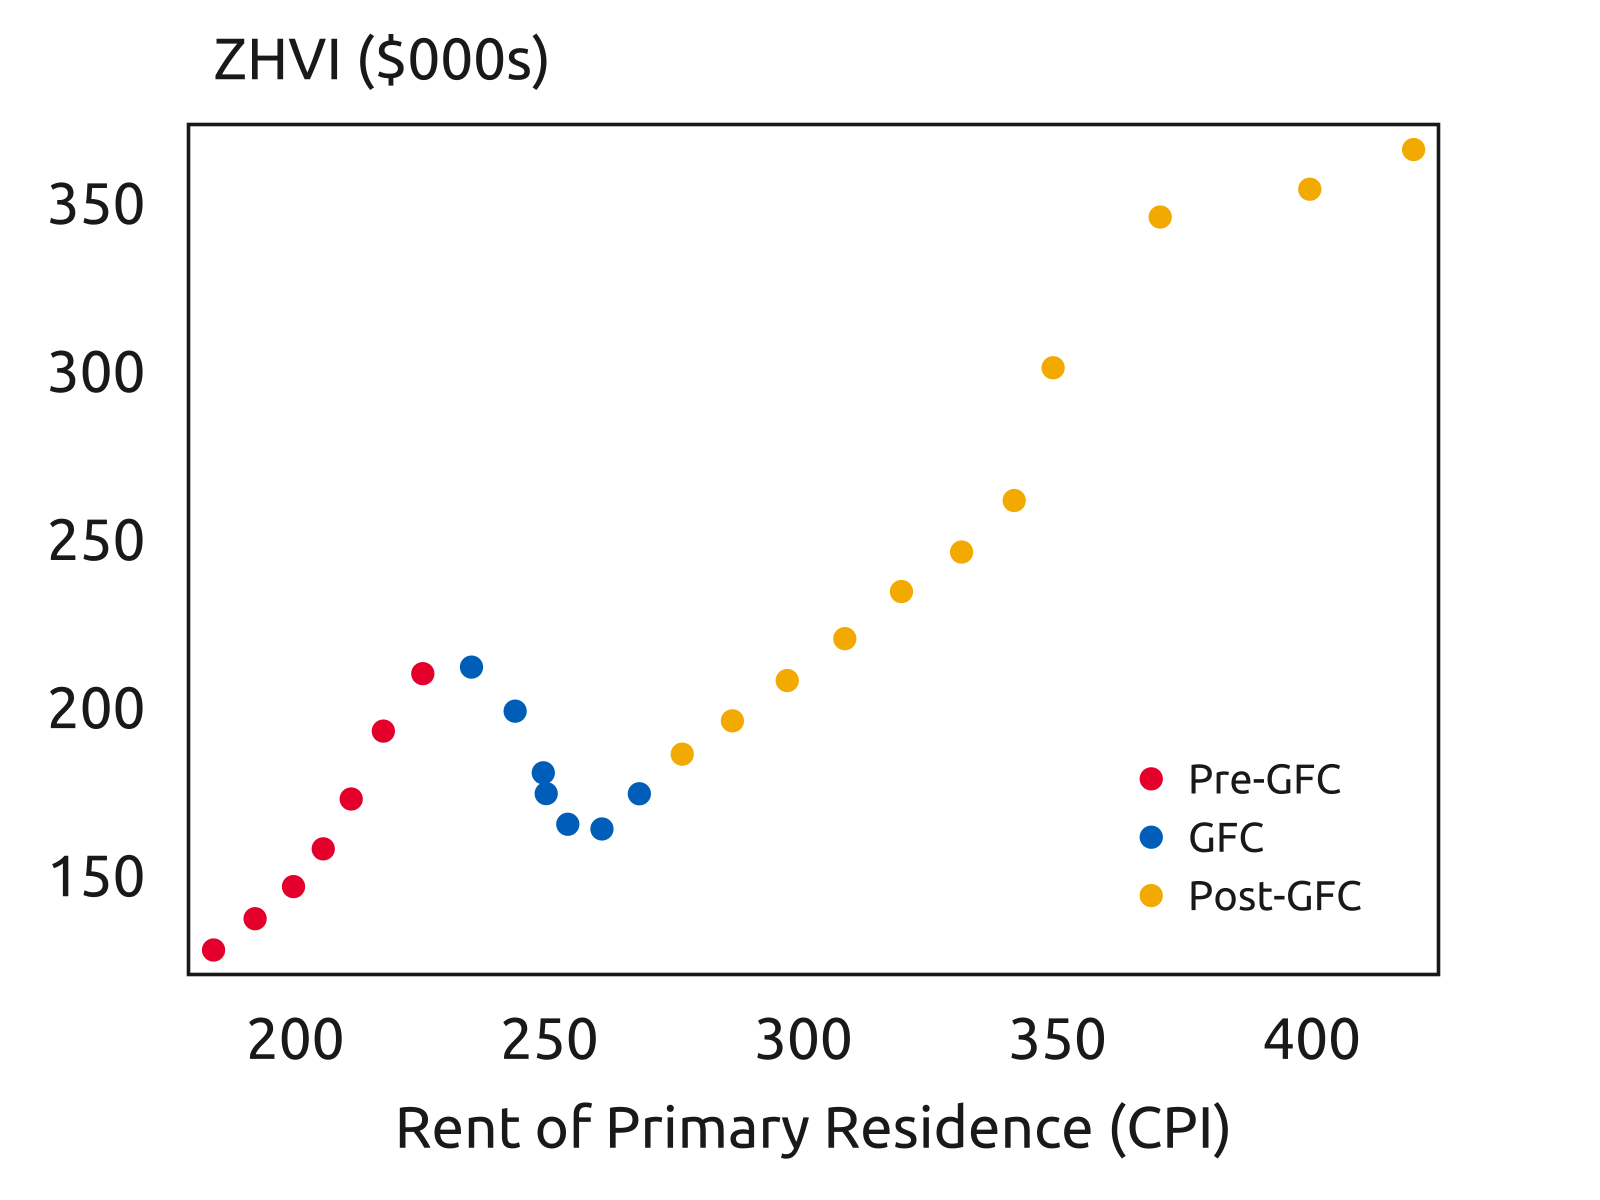 ZHVI ($000s)
350
300
250
200
150
Pre-GFC
GFC
Post-GFC
200 250 300 350 400
Rent of Primary Residence (CPI)